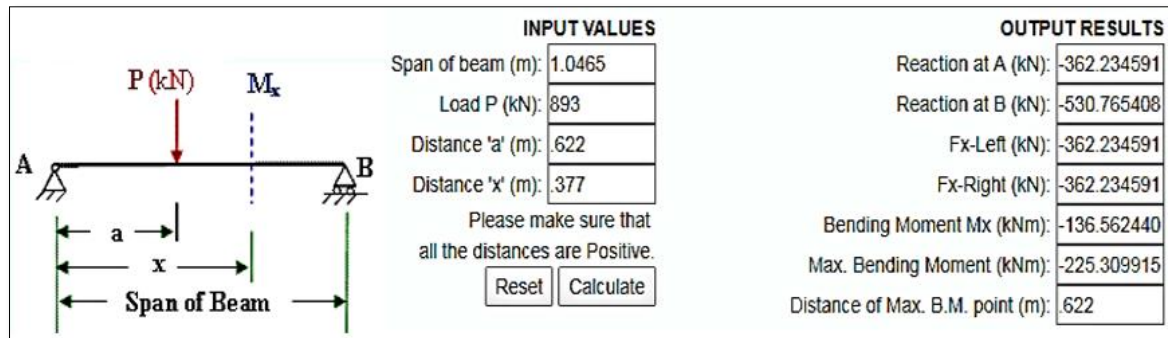 P (kN)
Mx
A
B
a
x
Span of Beam
INPUT VALUES
Span of beam (m): 1.0465
Load P (kN): 893
Distance 'a' (m): .622
Distance 'x' (m): .377
Please make sure that
all the distances are Positive.
Reset Calculate
OUTPUT RESULTS
Reaction at A (kN): -362.234591
Reaction at B (kN): -530.765408
Fx-Left (kN): -362.234591
Fx-Right (kN): -362.234591
Bending Moment Mx (kNm): -136.562440
Max. Bending Moment (kNm): -225.309915
Distance of Max. B.M. point (m): .622